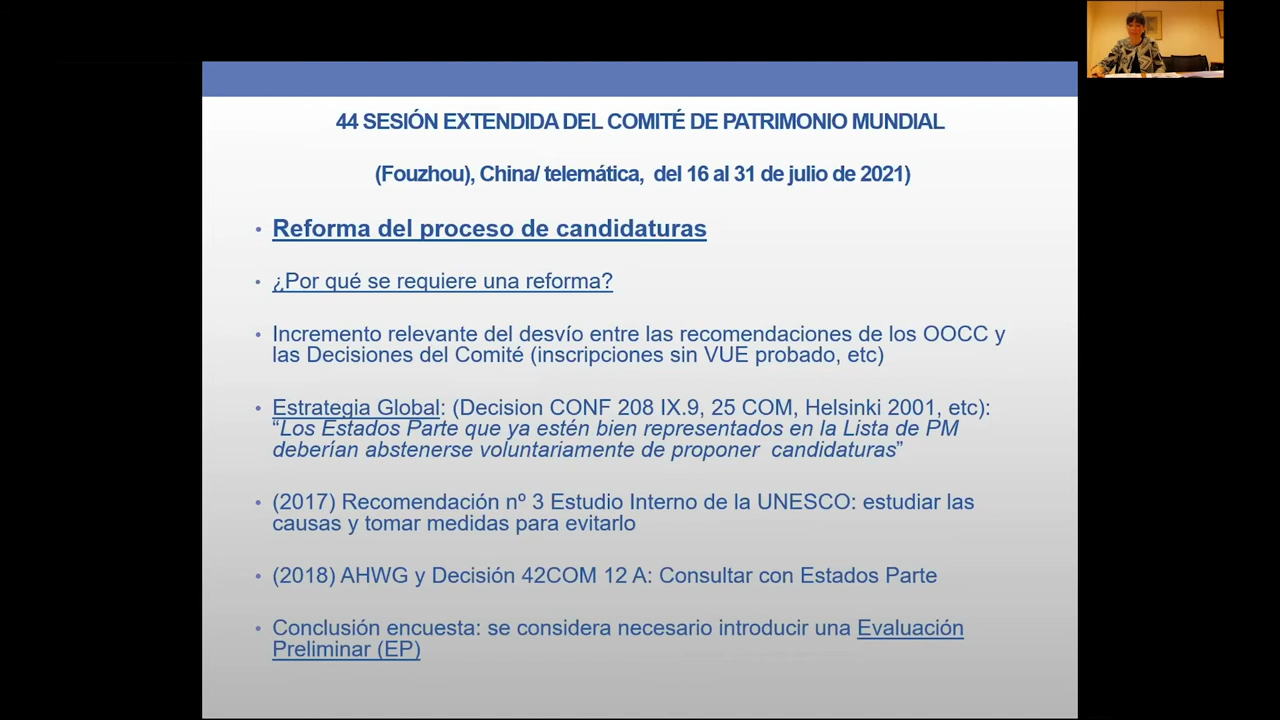 44 SESIÓN EXTENDIDA DEL COMITÉ DE PATRIMONIO MUNDIAL
(Fouzhou), China/ telemática, del 16 al 31 de julio de 2021)
• Reforma del proceso de candidaturas
• ¿Por qué se requiere una reforma?
• Incremento relevante del desvío entre las recomendaciones de los OOCC y
las Decisiones del Comité (inscripciones sin VUE probado, etc)
• Estrategia Global: (Decision CONF 208 IX.9, 25 COM, Helsinki 2001, etc):
“Los Estados Parte que ya estén bien representados en la Lista de PM
deberían abstenerse voluntariamente de proponer candidaturas”
• (2017) Recomendación nº 3 Estudio Interno de la UNESCO: estudiar las
causas y tomar medidas para evitarlo
• (2018) AHWG y Decisión 42COM 12 A: Consultar con Estados Parte
• Conclusión encuesta: se considera necesario introducir una Evaluación
Preliminar (EP)